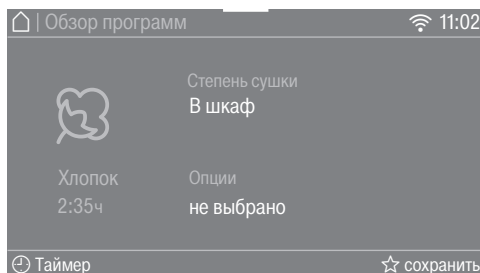 | Обзор программ 11:02
Степень сушки
В шкаф
Хлопок
2:35ч
Опции
не выбрано
Таймер сохранить